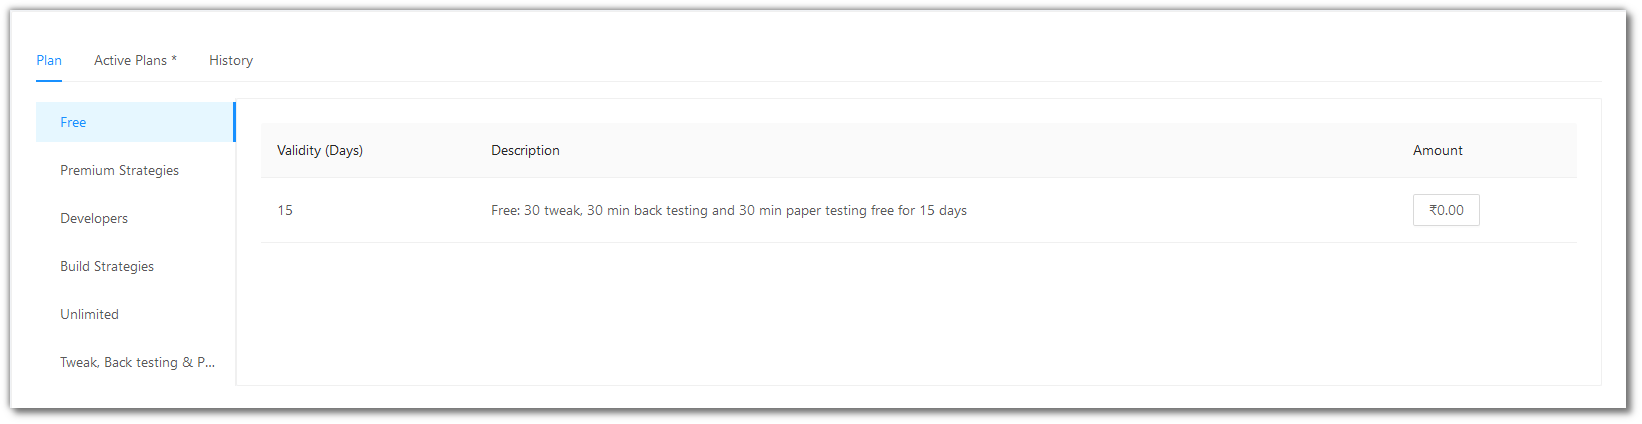 Plan Active Plans * History
Free
Premium Strategies
Developers
Build Strategies
Unlimited
Tweak, Back testing & P...
Validity (Days) Description Amount
15 Free: 30 tweak, 30 min back testing and 30 min paper testing free for 15 days ₹0.00